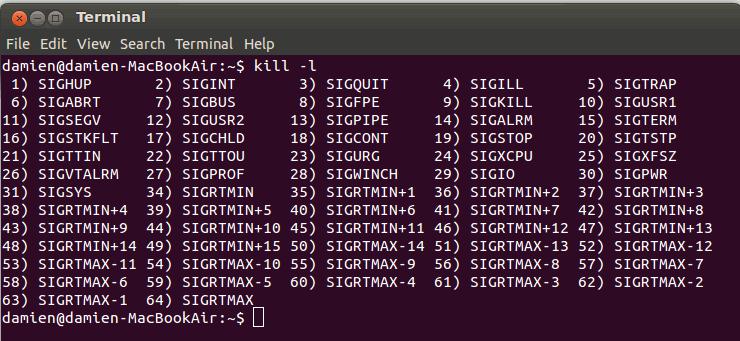 Terminal
File Edit View Search Terminal Help
damien@damien-MacBookAir:~$ kill -l
 1) SIGHUP	 2) SIGINT	 3) SIGQUIT	 4) SIGILL	 5) SIGTRAP
 6) SIGABRT	 7) SIGBUS	 8) SIGFPE	 9) SIGKILL	10) SIGUSR1
11) SIGSEGV	12) SIGUSR2	13) SIGPIPE	14) SIGALRM	15) SIGTERM
16) SIGSTKFLT	17) SIGCHLD	18) SIGCONT	19) SIGSTOP	20) SIGTSTP
21) SIGTTIN	22) SIGTTOU	23) SIGURG	24) SIGXCPU	25) SIGXFSZ
26) SIGVTALRM	27) SIGPROF	28) SIGWINCH	29) SIGIO	30) SIGPWR
31) SIGSYS	34) SIGRTMIN	35) SIGRTMIN+1	36) SIGRTMIN+2	37) SIGRTMIN+3
38) SIGRTMIN+4	39) SIGRTMIN+5	40) SIGRTMIN+6	41) SIGRTMIN+7	42) SIGRTMIN+8
43) SIGRTMIN+9	44) SIGRTMIN+10	45) SIGRTMIN+11	46) SIGRTMIN+12	47) SIGRTMIN+13
48) SIGRTMIN+14	49) SIGRTMIN+15	50) SIGRTMAX-14	51) SIGRTMAX-13	52) SIGRTMAX-12
53) SIGRTMAX-11	54) SIGRTMAX-10	55) SIGRTMAX-9	56) SIGRTMAX-8	57) SIGRTMAX-7
58) SIGRTMAX-6	59) SIGRTMAX-5	60) SIGRTMAX-4	61) SIGRTMAX-3	62) SIGRTMAX-2
63) SIGRTMAX-1	64) SIGRTMAX
damien@damien-MacBookAir:~$